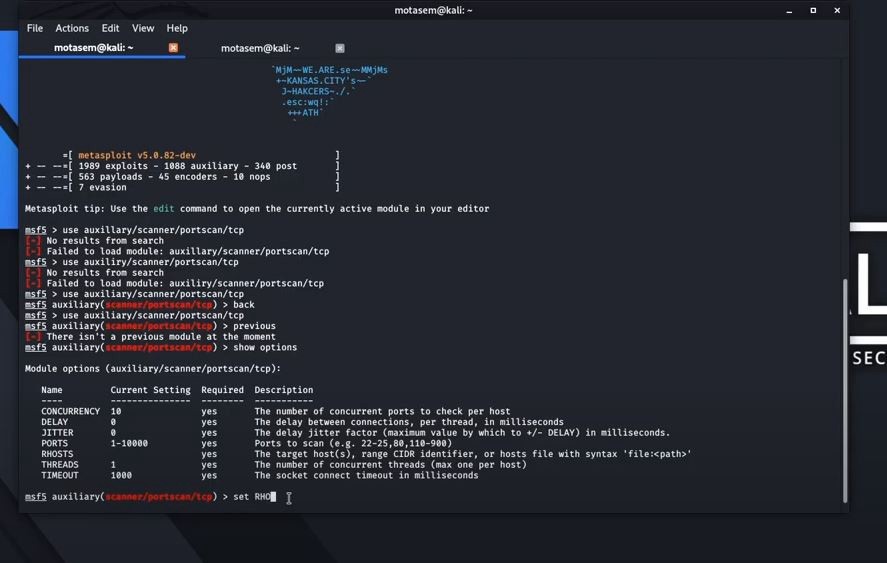 motasem@kali: ~
File Actions Edit View Help
motasem@kali: ~ motasem@kali: ~
`MjM~~WE.ARE.se~~MMjMs
+~KANSAS.CITY's~-`
J~HAKCERS~./.`
.esc:wq!:`
+++ATH`
`
=[ metasploit v5.0.82-dev ]
+ -- --=[ 1989 exploits - 1088 auxiliary - 340 post ]
+ -- --=[ 563 payloads - 45 encoders - 10 nops ]
+ -- --=[ 7 evasion ]
Metasploit tip: Use the edit command to open the currently active module in your editor
msf5 > use auxillary/scanner/portscan/tcp
[-] No results from search
[-] Failed to load module: auxillary/scanner/portscan/tcp
msf5 > use auxiliry/scanner/portscan/tcp
[-] No results from search
[-] Failed to load module: auxiliry/scanner/portscan/tcp
msf5 > use auxiliary/scanner/portscan/tcp
msf5 auxiliary(scanner/portscan/tcp) > back
msf5 > use auxiliary/scanner/portscan/tcp
msf5 auxiliary(scanner/portscan/tcp) > previous
[-] There isn't a previous module at the moment
msf5 auxiliary(scanner/portscan/tcp) > show options
Module options (auxiliary/scanner/portscan/tcp):
Name Current Setting Required Description
---- --------------- -------- -----------
CONCURRENCY 10 yes The number of concurrent ports to check per host
DELAY 0 yes The delay between connections, per thread, in milliseconds
JITTER 0 yes The delay jitter factor (maximum value by which to +/- DELAY) in milliseconds.
PORTS 1-10000 yes Ports to scan (e.g. 22-25,80,110-900)
RHOSTS yes The target host(s), range CIDR identifier, or hosts file with syntax 'file:<path>'
THREADS 1 yes The number of concurrent threads (max one per host)
TIMEOUT 1000 yes The socket connect timeout in milliseconds
msf5 auxiliary(scanner/portscan/tcp) > set RHO
SEC